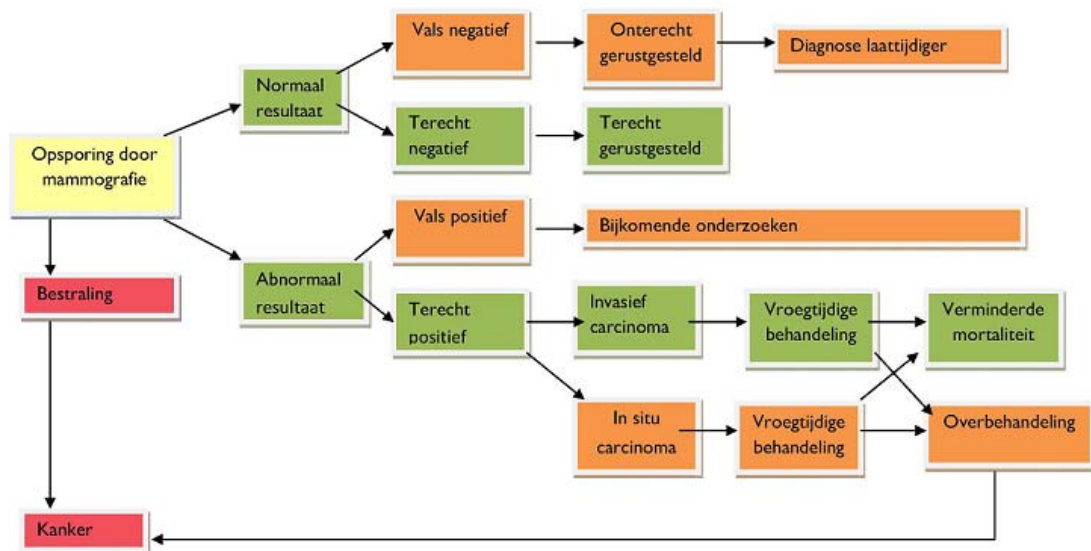 Vals negatief
Onterecht
gerustgesteld
Diagnose laattijdiger
Normaal
resultaat
Terecht
negatief
Terecht
gerustgesteld
Opsporing door
mammografie
Vals positief
Bijkomende onderzoeken
Bestraling
Abnormaal
resultaat
Terecht
positief
Invasief
carcinoma
Vroegtijdige
behandeling
Verminderde
mortaliteit
In situ
carcinoma
Vroegtijdige
behandeling
Overbehandeling
Kanker